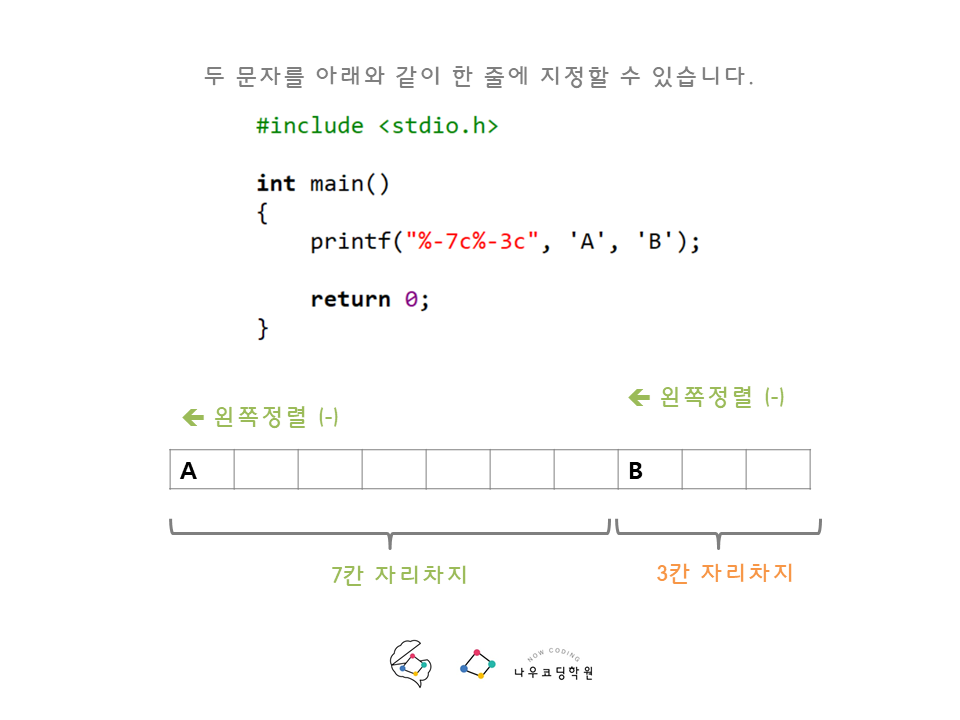 두 문자를 아래와 같이 한 줄에 지정할 수 있습니다.
#include <stdio.h>
int main()
{
    printf("%-7c%-3c", 'A', 'B');
    return 0;
}
← 왼쪽정렬 (-)
← 왼쪽정렬 (-)
A B
7칸 자리차지
3칸 자리차지
NOW CODING
나우코딩학원